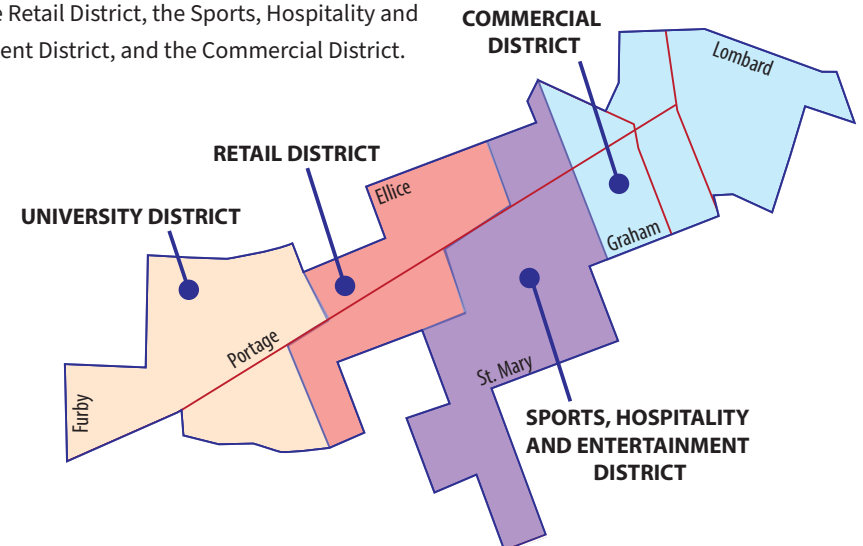 Retail District, the Sports, Hospitality and
District, and the Commercial District.
COMMERCIAL
DISTRICT
Lombard
RETAIL DISTRICT
Ellice
UNIVERSITY DISTRICT
Graham
Portage
St. Mary
Furby
SPORTS, HOSPITALITY
AND ENTERTAINMENT
DISTRICT